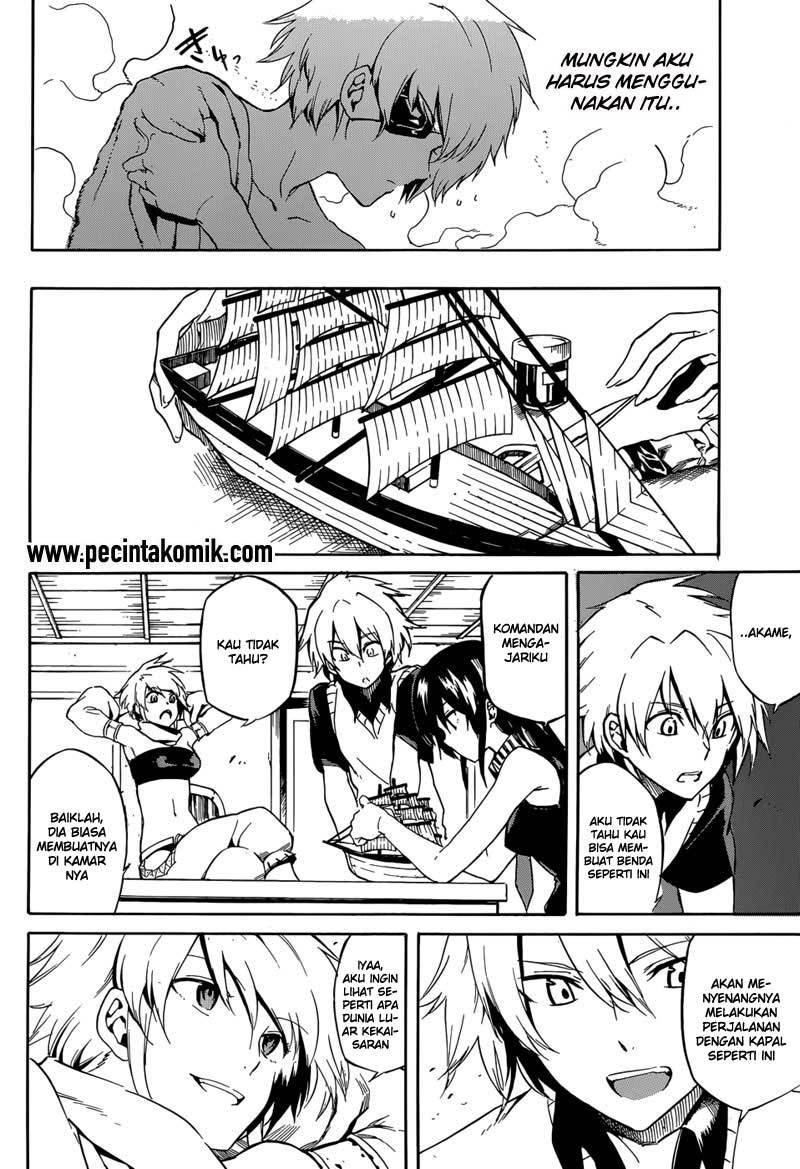 MUNGKIN AKU
HARUS MENGGU-
NAKAN ITU..
www.pecintakomik.com
..AKAME,
AKU TIDAK
TAHU KAU
BISA MEM-
BUAT BENDA
SEPERTI INI
KOMANDAN
MENGA-
JARIKU
KAU TIDAK
TAHU?
BAIKLAH,
DIA BIASA
MEMBUATNYA
DI KAMAR
NYA
AKAN ME-
NYENANGNYA
MELAKUKAN
PERJALANAN
DENGAN KAPAL
SEPERTI INI
IYAA,
AKU INGIN
LIHAT SE-
PERTI APA
DUNIA LU-
AR KEKAI-
SARAN